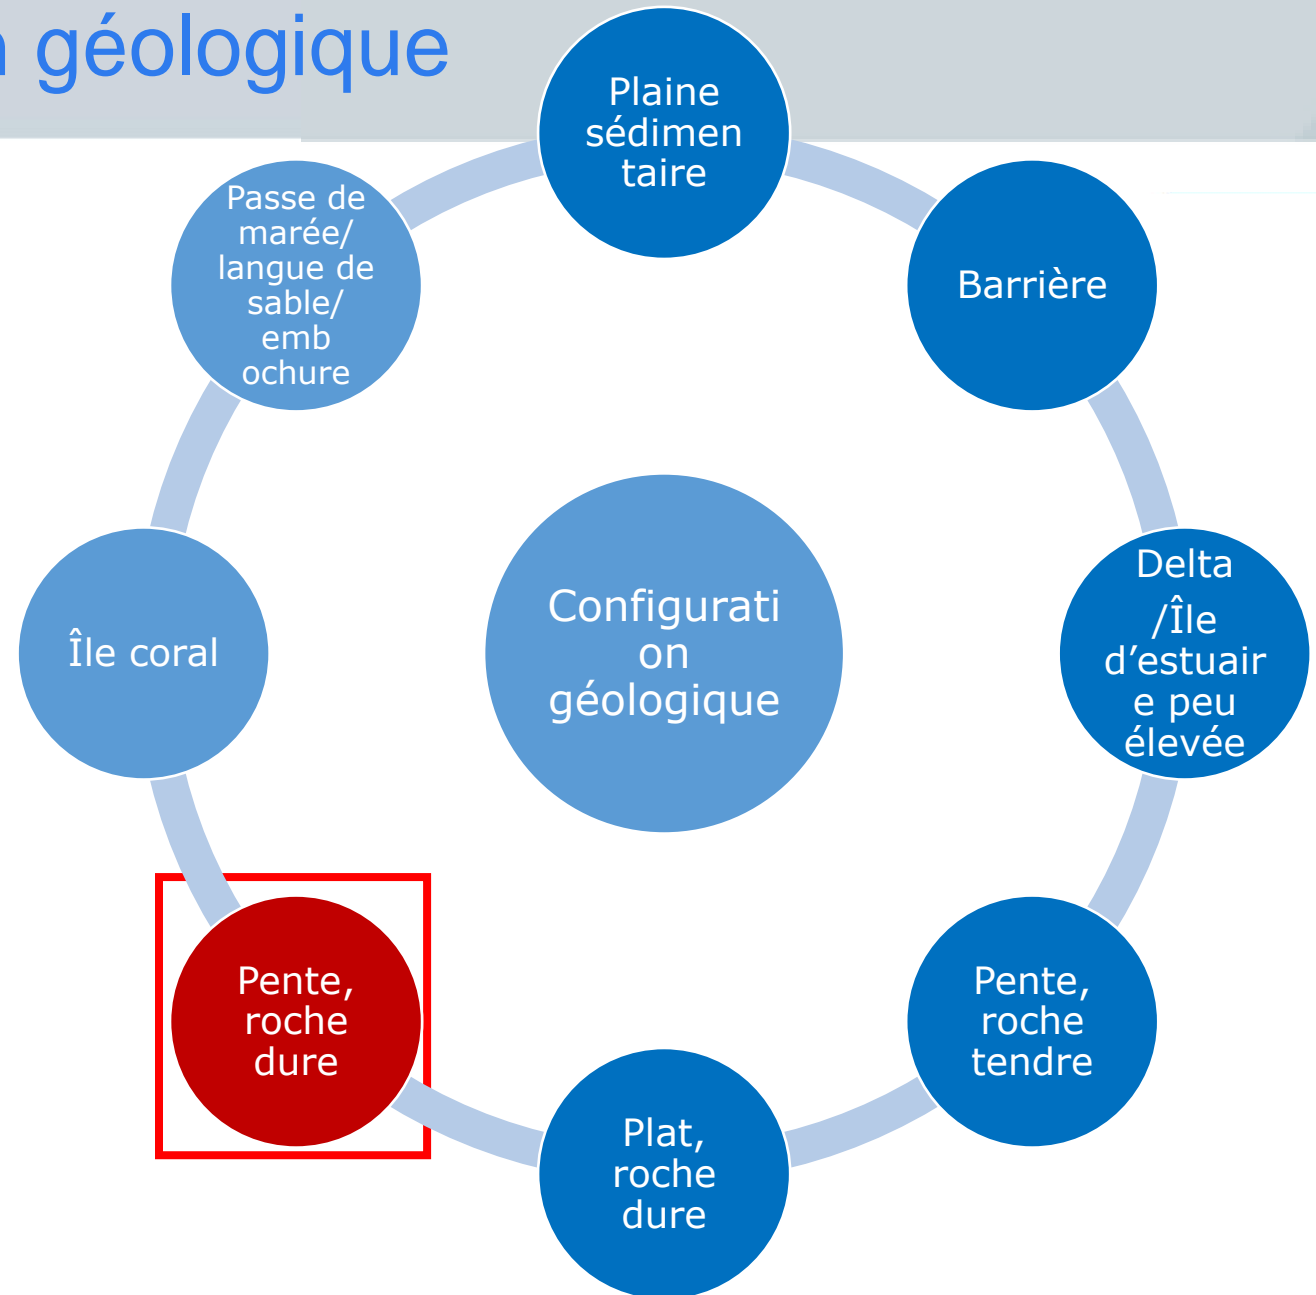 n géologique
Plaine
sédimen
taire
Passe de
marée/
langue de
sable/
emb
ochure
Barrière
Configurati
on
géologique
Delta
/Île
d’estuair
e peu
élevée
Île coral
Pente,
roche
dure
Pente,
roche
tendre
Plat,
roche
dure